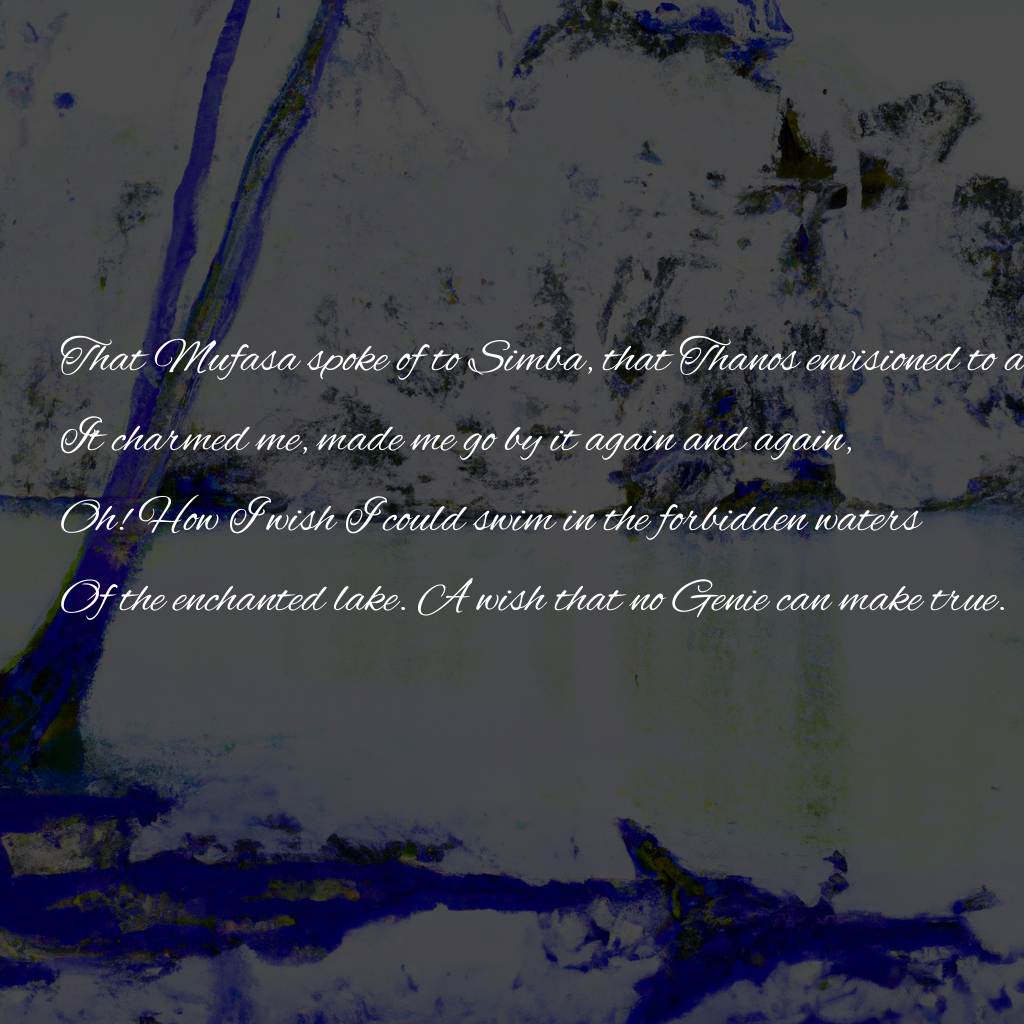 That Mufasa spoke of to Simba, that Thanos envisioned to
It charmed me, made me go by it again and again,
Oh! How I wish I could swim in the forbidden waters
Of the enchanted lake. A wish that no Genie can make true.